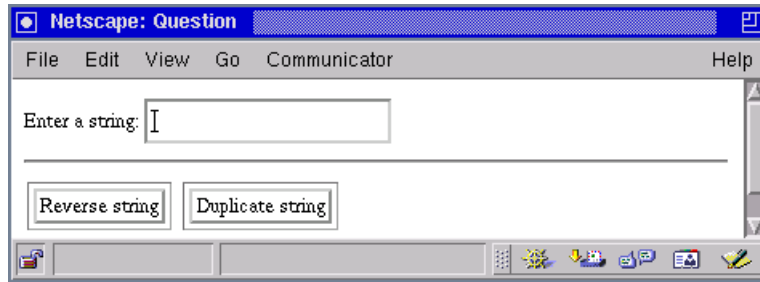 Netscape: Question
File Edit View Go Communicator Help
Enter a string:
Reverse string Duplicate string